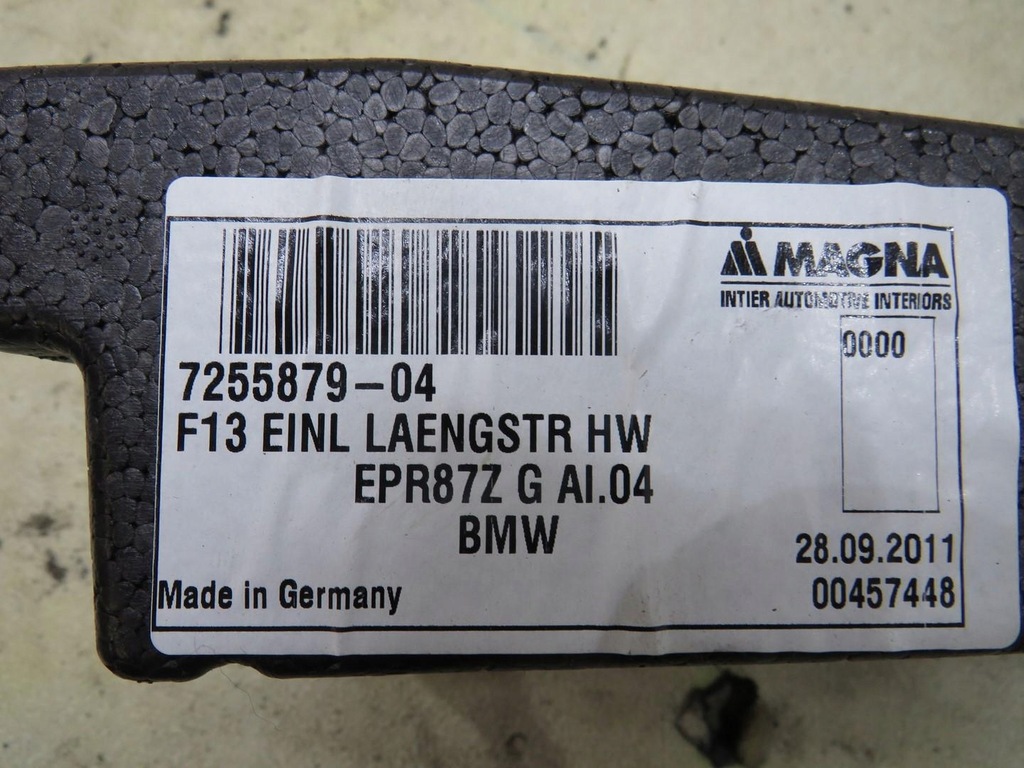 MAGNA
INTIER AUTOMOTIVE INTERIORS
0000
7255879-04
F13 EINL LAENGSTR HW
EPR87Z G AI.04
BMW
28.09.2011
Made in Germany
00457448